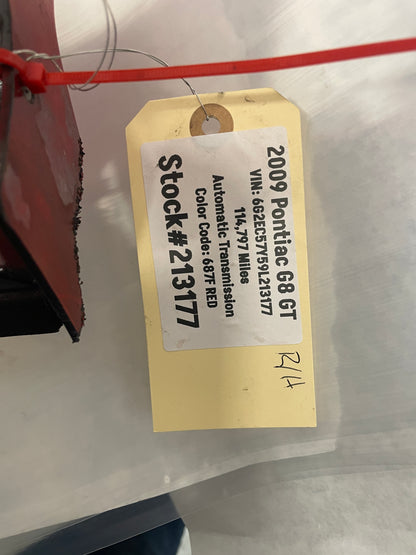 2009 Pontiac G8 GT
VIN: 6G2EC57Y59L213177
114,797 Miles
Automatic Transmission
Color Code: 687F RED
Stock#213177
R/H